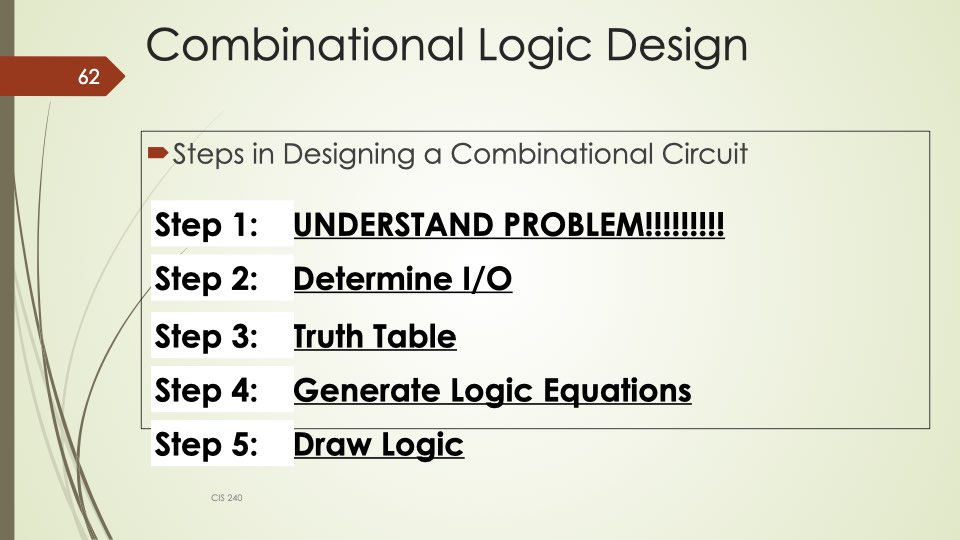 Combinational Logic Design
62
Steps in Designing a Combinational Circuit
Step 1: UNDERSTAND PROBLEM!!!!!!!!!
Step 2: Determine I/O
Step 3: Truth Table
Step 4: Generate Logic Equations
Step 5: Draw Logic
CIS 240